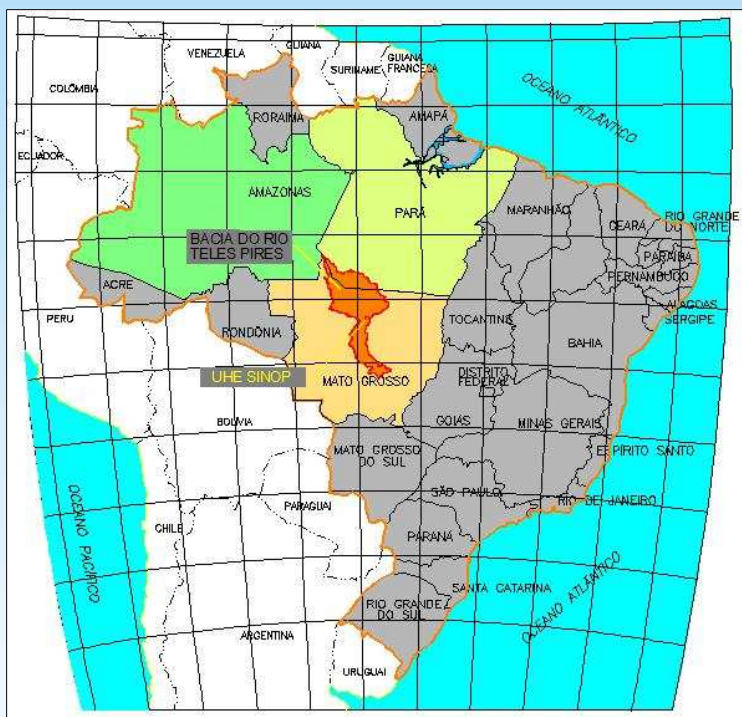 VENEZUELA
GUIANA
SURINAME
GUIANA
FRANCESA
COLÔMBIA
OCEANO ATLÂNTICO
RORAIMA
AMAPÁ
ECUADOR
AMAZONAS
PARÁ
MARANHÃO
CEARÁ
RIO GRANDE
DO NORTE
BACIA DO RIO
TELES PIRES
PARAÍBA
PERNAMBUCO
ACRE
ALAGOAS
SERGIPE
PERU
RONDÔNIA
TOCANTINS
BAHIA
UHE SINOP
MATO GROSSO
DISTRITO
FEDERAL
BOLÍVIA
GOIÁS
MINAS GERAIS
MATO GROSSO
DO SUL
ESPÍRITO SANTO
OCEANO PACÍFICO
SÃO PAULO
RIO DE JANEIRO
PARAGUAI
CHILE
PARANÁ
OCEANO ATLÂNTICO
SANTA CATARINA
RIO GRANDE
DO SUL
ARGENTINA
URUGUAI